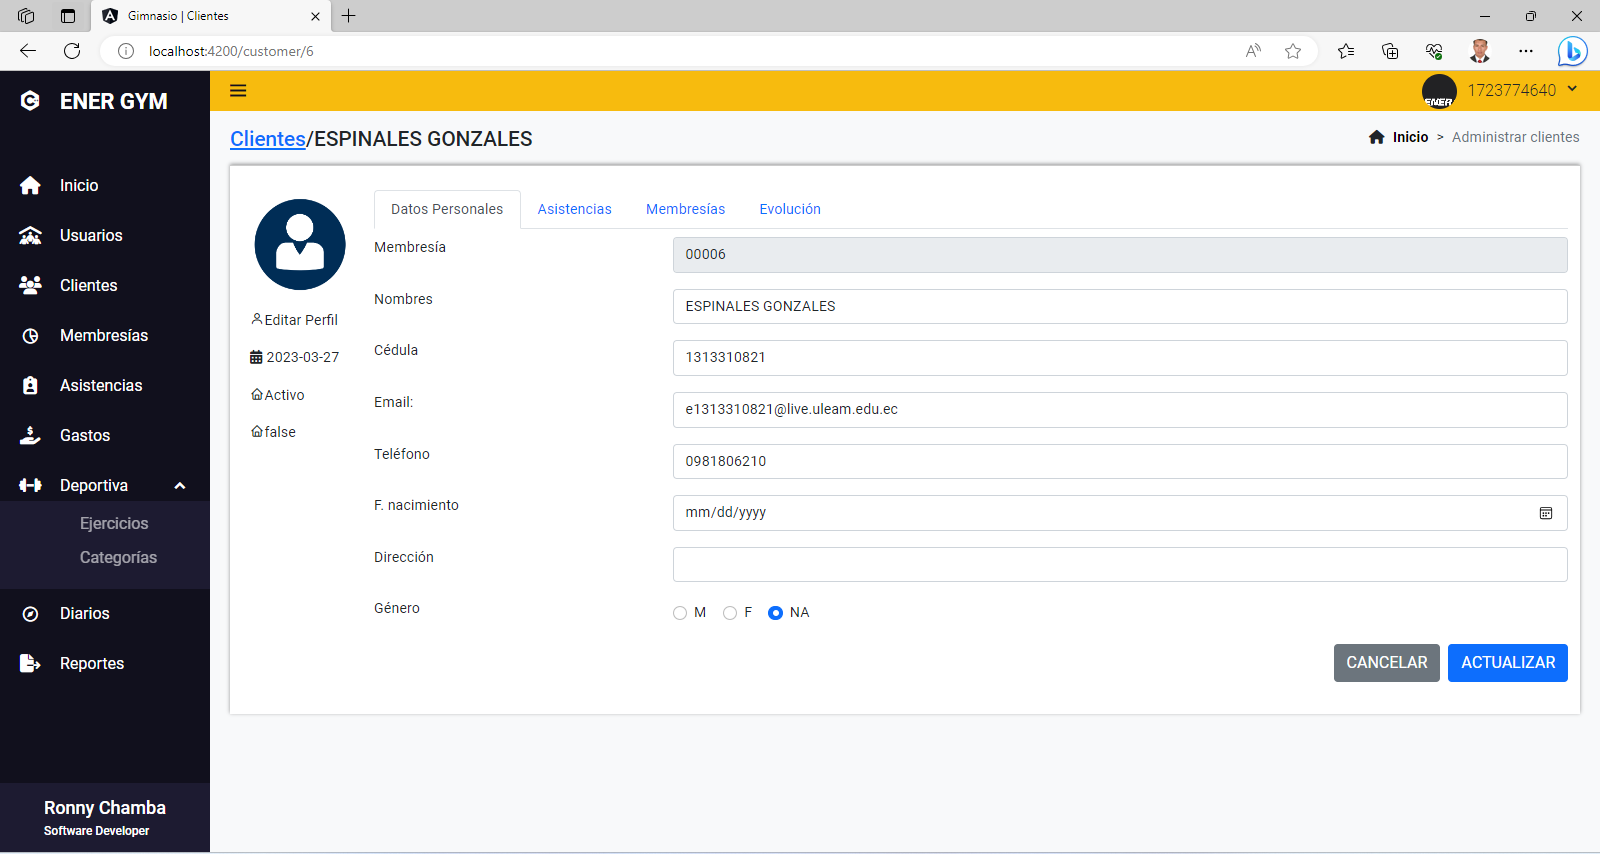 Gimnasio | Clientes
localhost:4200/customer/6
ENER GYM
ENER
1723774640
Clientes/ESPINALES GONZALES
Inicio > Administrar clientes
Inicio
Usuarios
Clientes
Membresías
Asistencias
Gastos
Deportiva
Ejercicios
Categorías
Diarios
Reportes
Ronny Chamba
Software Developer
Editar Perfil
2023-03-27
Activo
false
Datos Personales Asistencias Membresías Evolución
Membresía 00006
Nombres ESPINALES GONZALES
Cédula 1313310821
Email: e1313310821@live.uleam.edu.ec
Teléfono 0981806210
F. nacimiento mm/dd/yyyy
Dirección
Género M F NA
CANCELAR ACTUALIZAR